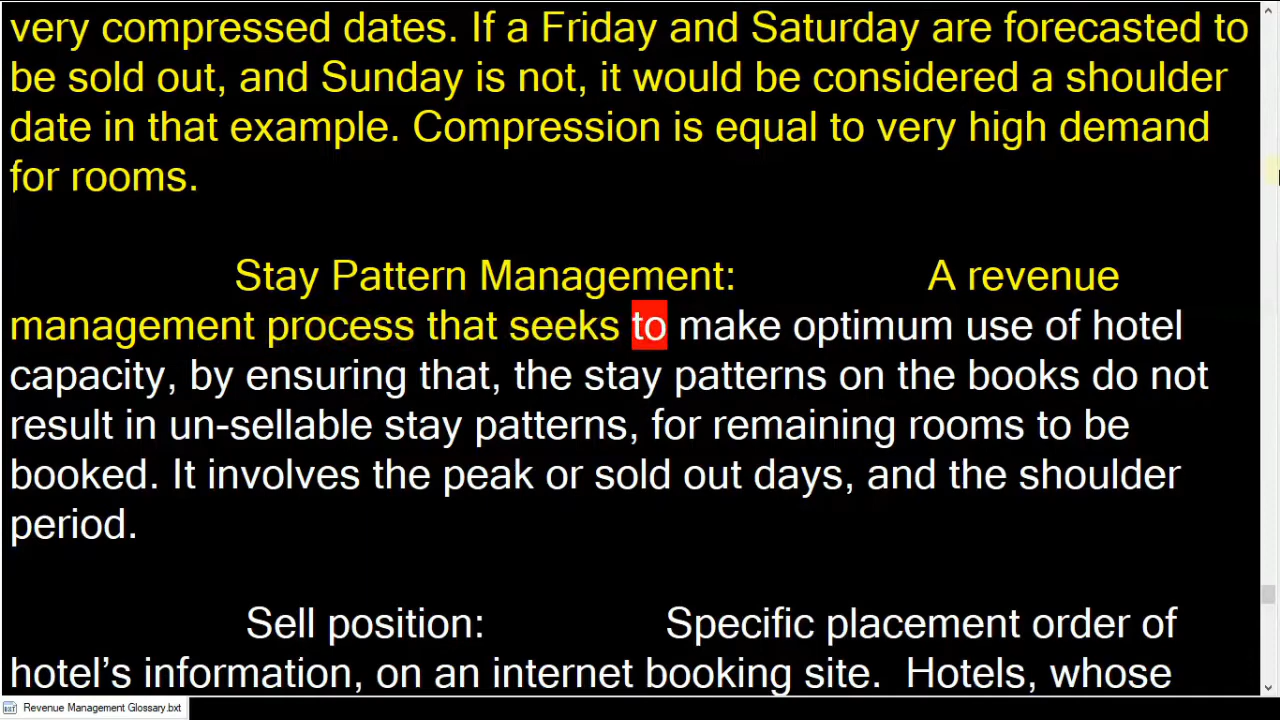 very compressed dates. If a Friday and Saturday are forecasted to
be sold out, and Sunday is not, it would be considered a shoulder
date in that example. Compression is equal to very high demand
for rooms.
Stay Pattern Management: A revenue
management process that seeks to make optimum use of hotel
capacity, by ensuring that, the stay patterns on the books do not
result in un-sellable stay patterns, for remaining rooms to be
booked. It involves the peak or sold out days, and the shoulder
period.
Sell position: Specific placement order of
hotel’s information, on an internet booking site. Hotels, whose
Revenue Management Glossary.bxt